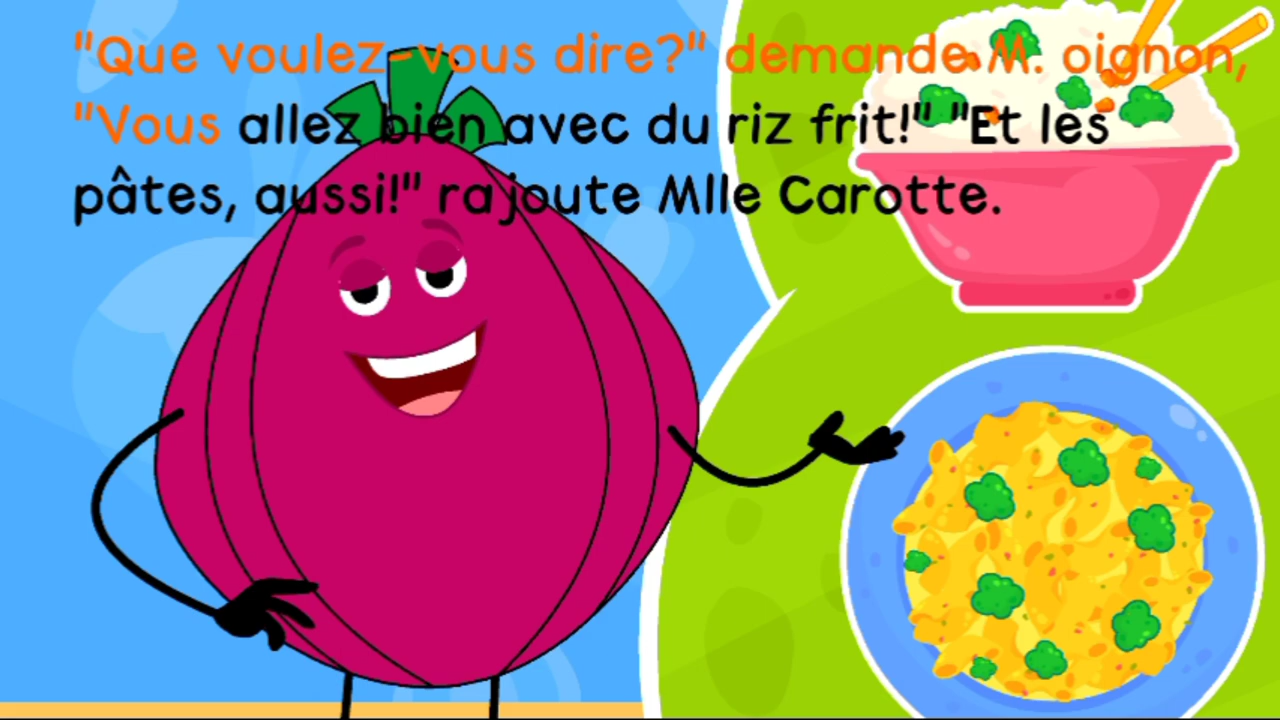 "Que voulez-vous dire?" demande M. oignon,
"Vous allez bien avec du riz frit!" "Et les
pâtes, aussi!" rajoute Mlle Carotte.